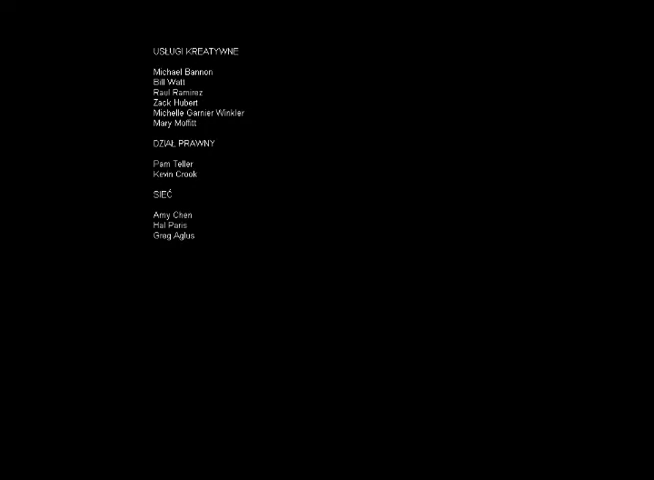 USŁUGI KREATYWNE
Michael Bannon
Bill Watt
Raul Ramirez
Zack Hubert
Michelle Garnier Winkler
Mary Moffitt
DZIAŁ PRAWNY
Pam Teller
Kevin Crook
SIEĆ
Amy Chen
Hal Paris
Greg Aglus